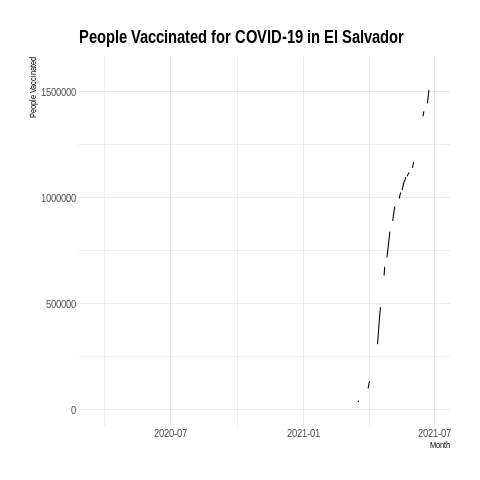 People Vaccinated for COVID-19 in El Salvador
People Vaccinated
1500000
1000000
500000
0
2020-07 2021-01 2021-07
Month